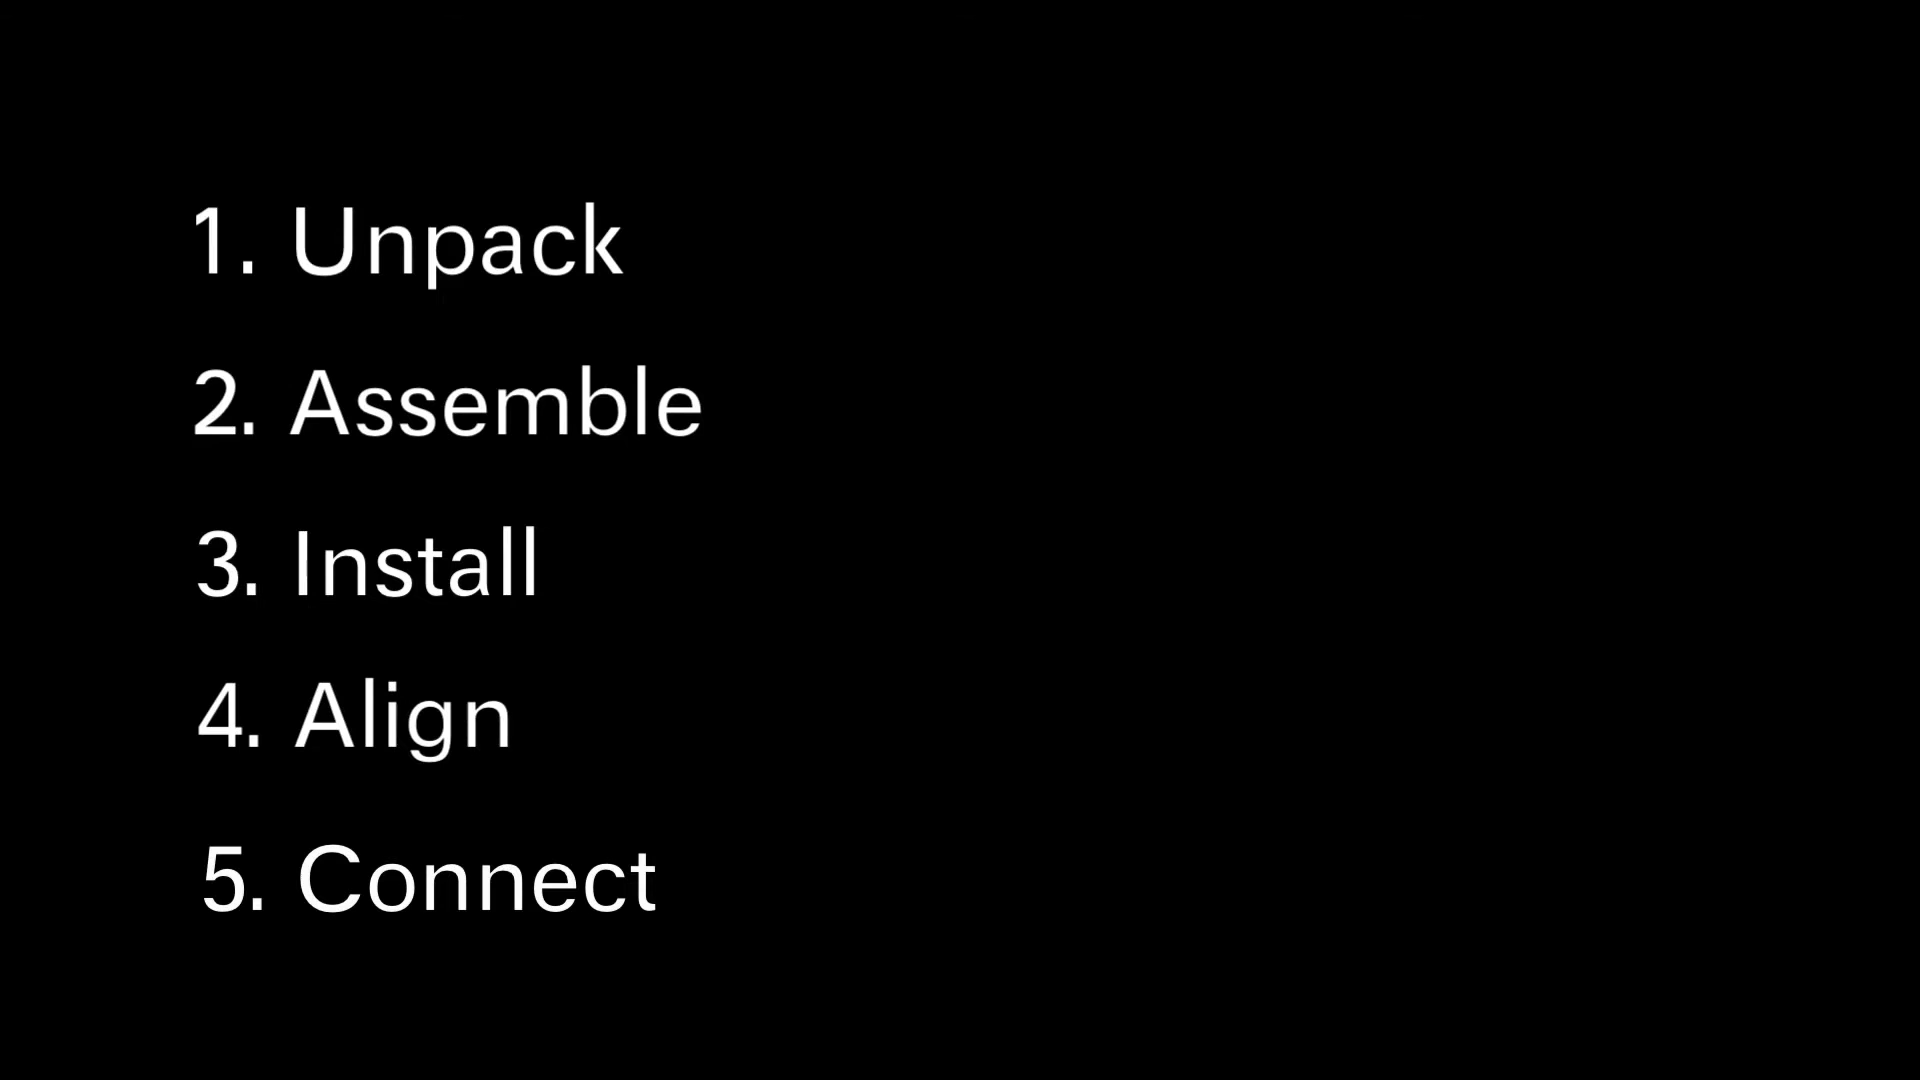 1. Unpack
2. Assemble
3. Install
4. Align
5. Connect